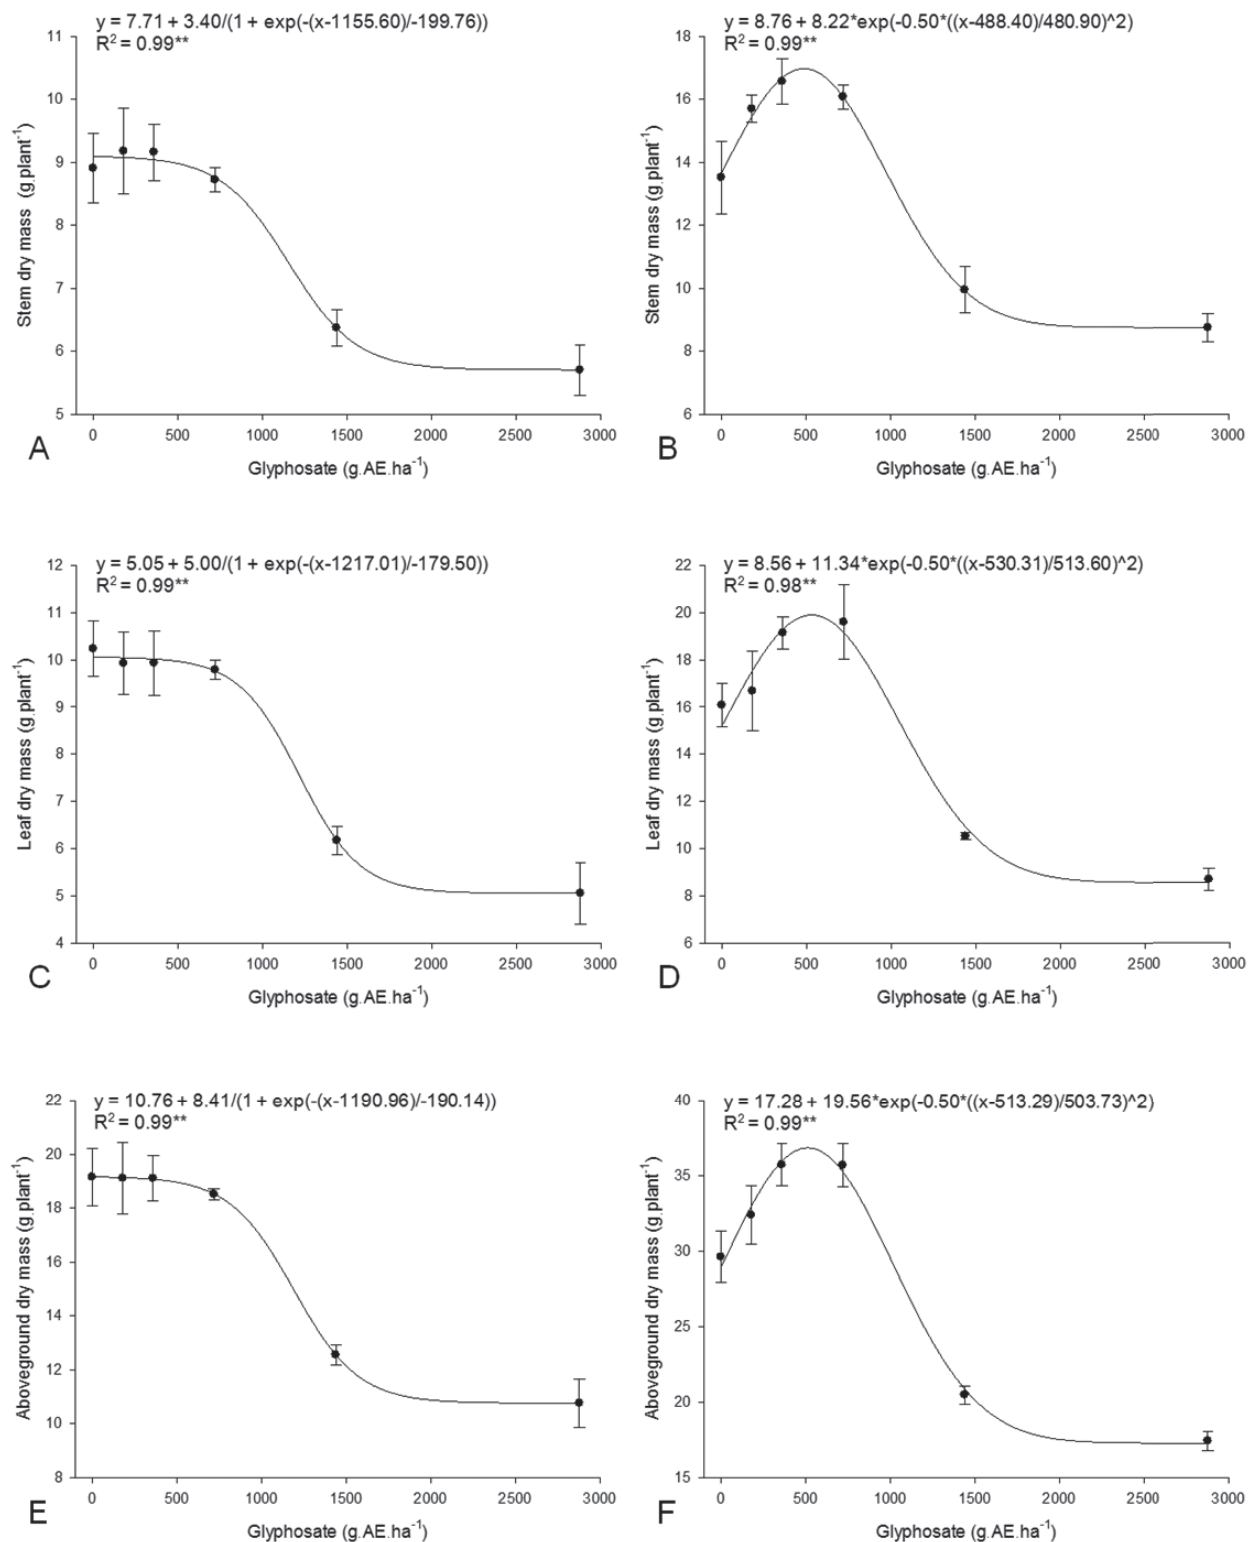 y = 7.71 + 3.40/(1 + exp(-(x-1155.60)/-199.76))
R² = 0.99**
11
10
9
8
7
6
5
Stem dry mass (g.plant⁻¹)
0 500 1000 1500 2000 2500 3000
A
Glyphosate (g.AE.ha⁻¹)
y = 8.76 + 8.22*exp(-0.50*((x-488.40)/480.90)^2)
R² = 0.99**
18
16
14
12
10
8
6
Stem dry mass (g.plant⁻¹)
0 500 1000 1500 2000 2500 3000
B
Glyphosate (g.AE.ha⁻¹)
y = 5.05 + 5.00/(1 + exp(-(x-1217.01)/-179.50))
R² = 0.99**
12
11
10
9
8
7
6
5
4
Leaf dry mass (g.plant⁻¹)
0 500 1000 1500 2000 2500 3000
C
Glyphosate (g.AE.ha⁻¹)
y = 8.56 + 11.34*exp(-0.50*((x-530.31)/513.60)^2)
R² = 0.98**
22
20
18
16
14
12
10
8
6
Leaf dry mass (g.plant⁻¹)
0 500 1000 1500 2000 2500 3000
D
Glyphosate (g.AE.ha⁻¹)
y = 10.76 + 8.41/(1 + exp(-(x-1190.96)/-190.14))
R² = 0.99**
22
20
18
16
14
12
10
8
Aboveground dry mass (g.plant⁻¹)
0 500 1000 1500 2000 2500 3000
E
Glyphosate (g.AE.ha⁻¹)
y = 17.28 + 19.56*exp(-0.50*((x-513.29)/503.73)^2)
R² = 0.99**
40
35
30
25
20
15
Aboveground dry mass (g.plant⁻¹)
0 500 1000 1500 2000 2500 3000
F
Glyphosate (g.AE.ha⁻¹)